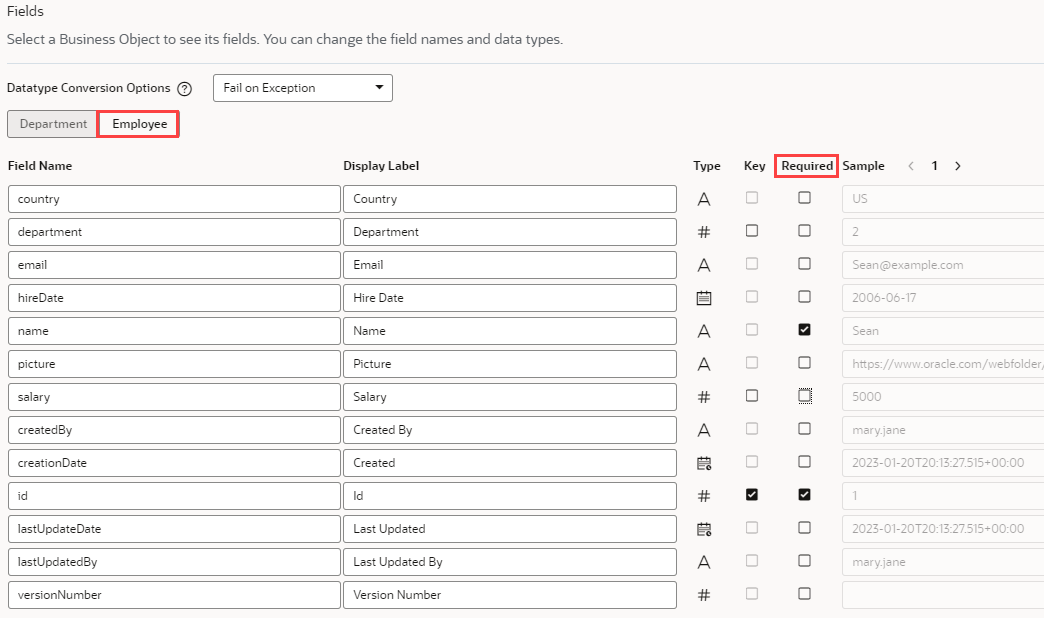 Fields
Select a Business Object to see its fields. You can change the field names and data types.
Datatype Conversion Options ? Fail on Exception
Department Employee
Field Name Display Label Type Key Required Sample < 1 >
country Country A US
department Department # 2
email Email A Sean@example.com
hireDate Hire Date 2006-06-17
name Name A Sean
picture Picture A https://www.oracle.com/webfolder/
salary Salary # 5000
createdBy Created By A mary.jane
creationDate Created 2023-01-20T20:13:27.515+00:00
id Id # 1
lastUpdateDate Last Updated 2023-01-20T20:13:27.515+00:00
lastUpdatedBy Last Updated By A mary.jane
versionNumber Version Number #